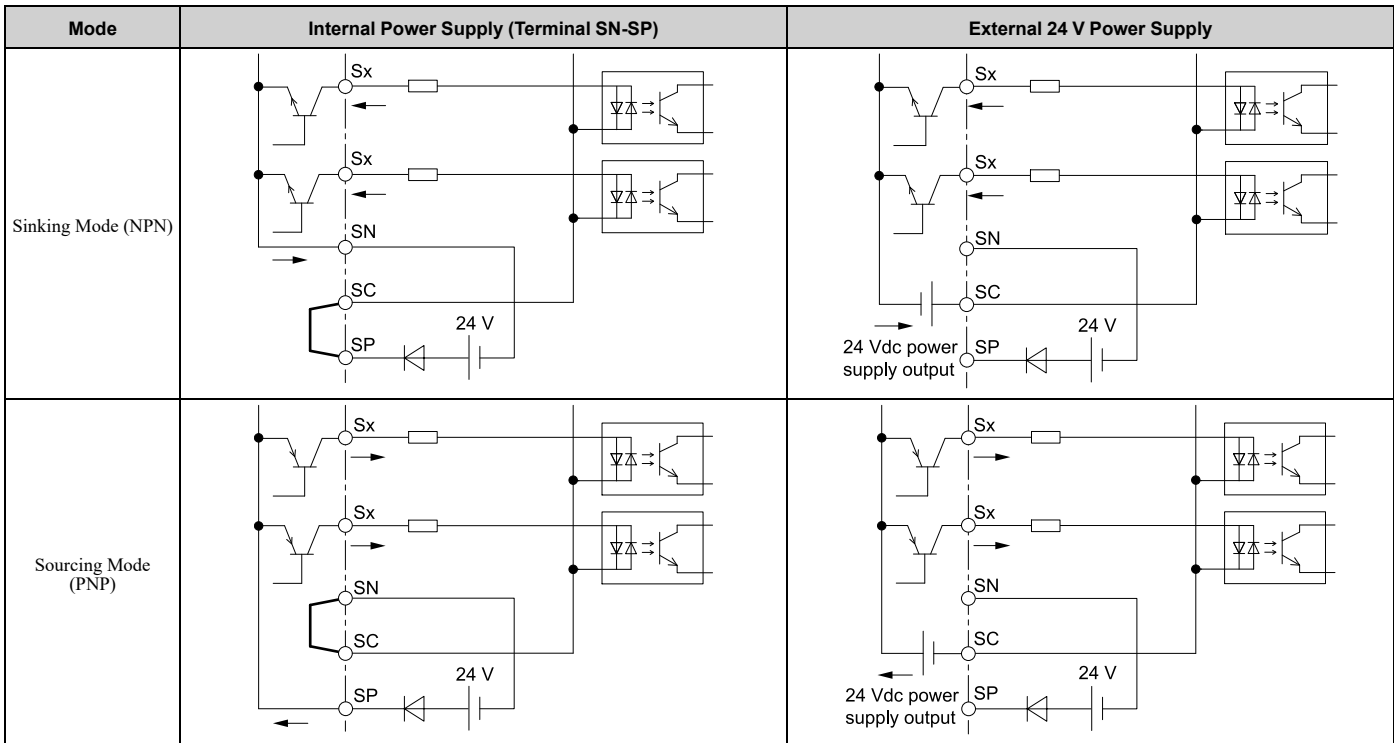 Mode
Internal Power Supply (Terminal SN-SP)
External 24 V Power Supply
Sinking Mode (NPN)
Sx
Sx
SN
SC
24 V
SP
Sx
Sx
SN
SC
24 V
24 Vdc power
supply output
SP
Sourcing Mode
(PNP)
Sx
Sx
SN
SC
24 V
SP
Sx
Sx
SN
SC
24 V
24 Vdc power
supply output
SP